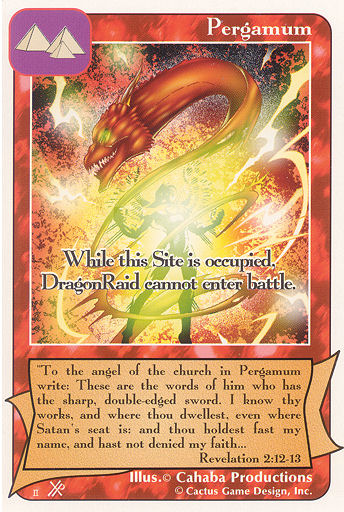 Pergamum
While this Site is occupied,
DragonRaid cannot enter battle.
"To the angel of the church in Pergamum
write: These are the words of him who has
the sharp, double-edged sword. I know thy
works, and where thou dwellest, even where
Satan's seat is: and thou holdest fast my
name, and hast not denied my faith...
Revelation 2:12-13
II
Illus.© Cahaba Productions
© Cactus Game Design, Inc.